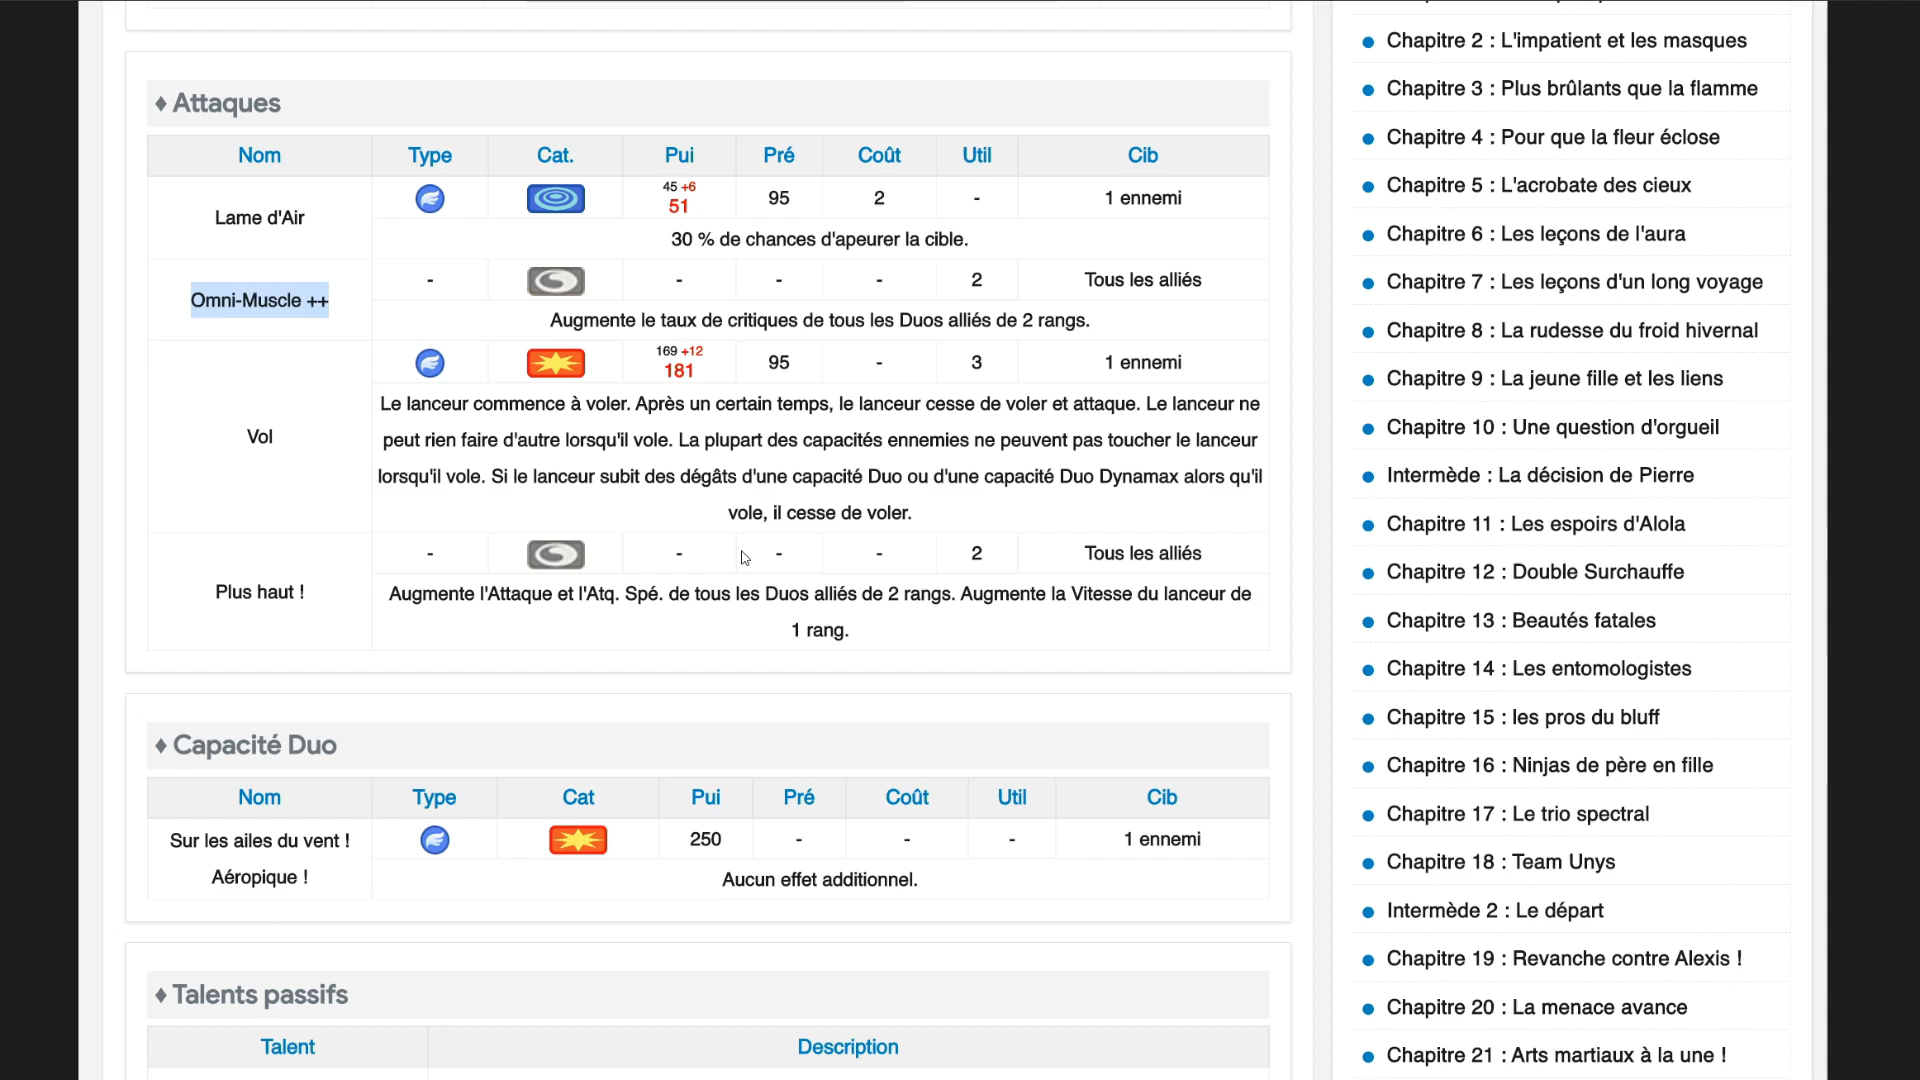 ♦ Attaques
Nom Type Cat. Pui Pré Coût Util Cib
Lame d'Air
45 +6
51 95 2 - 1 ennemi
30 % de chances d'apeurer la cible.
Omni-Muscle ++
- - - - 2 Tous les alliés
Augmente le taux de critiques de tous les Duos alliés de 2 rangs.
Vol
169 +12
181 95 - 3 1 ennemi
Le lanceur commence à voler. Après un certain temps, le lanceur cesse de voler et attaque. Le lanceur ne
peut rien faire d'autre lorsqu'il vole. La plupart des capacités ennemies ne peuvent pas toucher le lanceur
lorsqu'il vole. Si le lanceur subit des dégâts d'une capacité Duo ou d'une capacité Duo Dynamax alors qu'il
vole, il cesse de voler.
Plus haut !
- - - - 2 Tous les alliés
Augmente l'Attaque et l'Atq. Spé. de tous les Duos alliés de 2 rangs. Augmente la Vitesse du lanceur de
1 rang.
♦ Capacité Duo
Nom Type Cat Pui Pré Coût Util Cib
Sur les ailes du vent !
Aéropique !
250 - - - 1 ennemi
Aucun effet additionnel.
♦ Talents passifs
Talent Description
Chapitre 2 : L'impatient et les masques
Chapitre 3 : Plus brûlants que la flamme
Chapitre 4 : Pour que la fleur éclose
Chapitre 5 : L'acrobate des cieux
Chapitre 6 : Les leçons de l'aura
Chapitre 7 : Les leçons d'un long voyage
Chapitre 8 : La rudesse du froid hivernal
Chapitre 9 : La jeune fille et les liens
Chapitre 10 : Une question d'orgueil
Intermède : La décision de Pierre
Chapitre 11 : Les espoirs d'Alola
Chapitre 12 : Double Surchauffe
Chapitre 13 : Beautés fatales
Chapitre 14 : Les entomologistes
Chapitre 15 : les pros du bluff
Chapitre 16 : Ninjas de père en fille
Chapitre 17 : Le trio spectral
Chapitre 18 : Team Unys
Intermède 2 : Le départ
Chapitre 19 : Revanche contre Alexis !
Chapitre 20 : La menace avance
Chapitre 21 : Arts martiaux à la une !